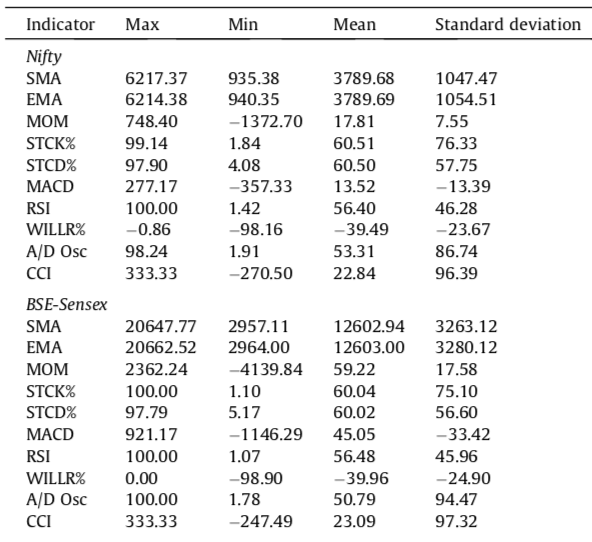 Indicator Max Min Mean Standard deviation
Nifty
SMA 6217.37 935.38 3789.68 1047.47
EMA 6214.38 940.35 3789.69 1054.51
MOM 748.40 −1372.70 17.81 7.55
STCK% 99.14 1.84 60.51 76.33
STCD% 97.90 4.08 60.50 57.75
MACD 277.17 −357.33 13.52 −13.39
RSI 100.00 1.42 56.40 46.28
WILLR% −0.86 −98.16 −39.49 −23.67
A/D Osc 98.24 1.91 53.31 86.74
CCI 333.33 −270.50 22.84 96.39
BSE-Sensex
SMA 20647.77 2957.11 12602.94 3263.12
EMA 20662.52 2964.00 12603.00 3280.12
MOM 2362.24 −4139.84 59.22 17.58
STCK% 100.00 1.10 60.04 75.10
STCD% 97.79 5.17 60.02 56.60
MACD 921.17 −1146.29 45.05 −33.42
RSI 100.00 1.07 56.48 45.96
WILLR% 0.00 −98.90 −39.96 −24.90
A/D Osc 100.00 1.78 50.79 94.47
CCI 333.33 −247.49 23.09 97.32